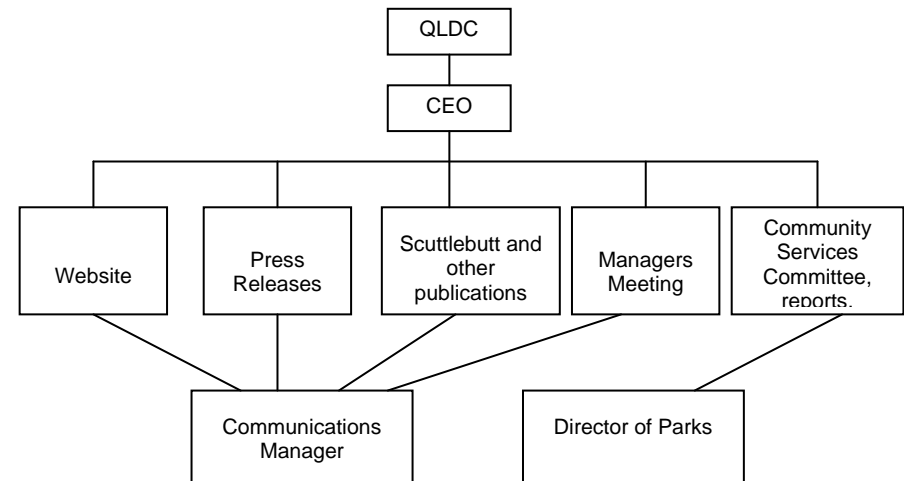 QLDC
CEO
Website
Press
Releases
Scuttlebutt and
other
publications
Managers
Meeting
Community
Services
Committee,
reports.
Communications
Manager
Director of Parks